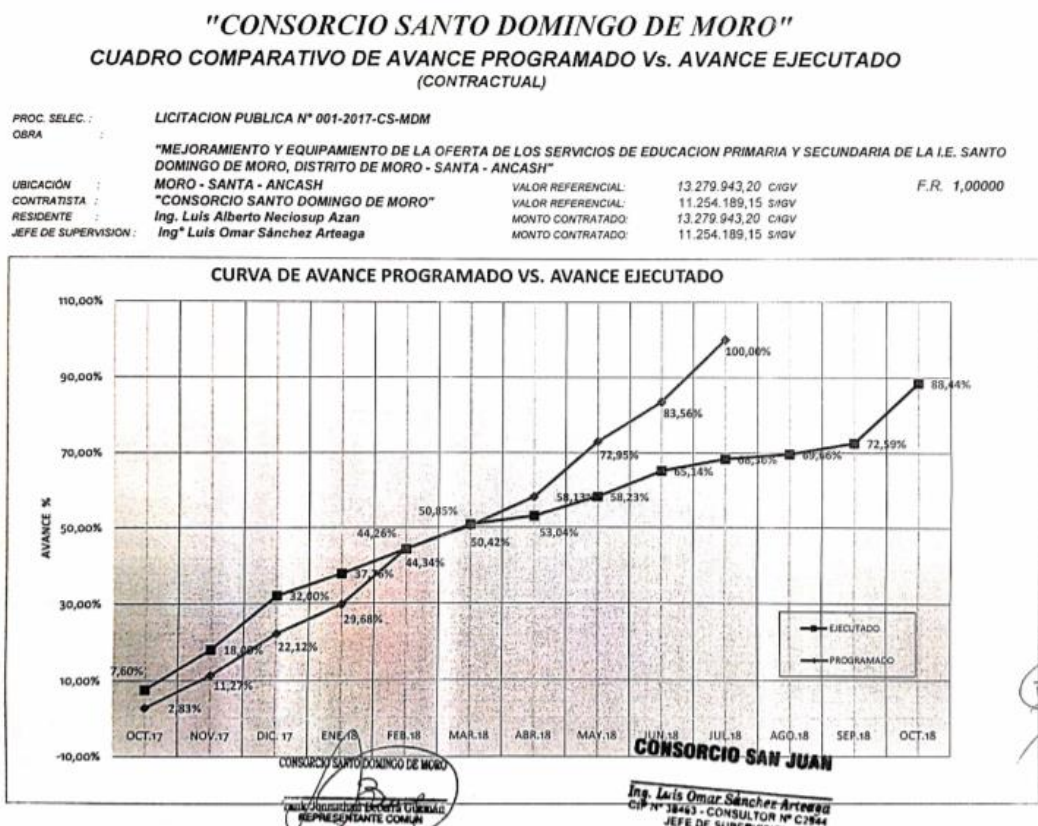 "CONSORCIO SANTO DOMINGO DE MORO"
CUADRO COMPARATIVO DE AVANCE PROGRAMADO Vs. AVANCE EJECUTADO
(CONTRACTUAL)
PROC. SELEC. : LICITACION PUBLICA N° 001-2017-CS-MDM
OBRA :
"MEJORAMIENTO Y EQUIPAMIENTO DE LA OFERTA DE LOS SERVICIOS DE EDUCACION PRIMARIA Y SECUNDARIA DE LA I.E. SANTO
DOMINGO DE MORO, DISTRITO DE MORO - SANTA - ANCASH"
UBICACIÓN : MORO - SANTA - ANCASH VALOR REFERENCIAL: 13.279.943,20 C/IGV F.R. 1,00000
CONTRATISTA : "CONSORCIO SANTO DOMINGO DE MORO" VALOR REFERENCIAL: 11.254.189,15 S/IGV
RESIDENTE : Ing. Luis Alberto Neciosup Azan MONTO CONTRATADO: 13.279.943,20 C/IGV
JEFE DE SUPERVISION : Ing° Luis Omar Sánchez Arteaga MONTO CONTRATADO: 11.254.189,15 S/IGV
CURVA DE AVANCE PROGRAMADO VS. AVANCE EJECUTADO
110,00%
100,00%
90,00%
88,44%
83,56%
70,00%
72,95%
65,14%
69,66%
72,59%
50,85%
58,13%
58,23%
50,00%
44,26%
44,34%
50,42%
53,04%
37,76%
30,00%
32,00%
29,68%
22,12%
7,60%
10,00%
11,27%
2,83%
-10,00%
AVANCE %
EJECUTADO
PROGRAMADO
OCT.17 NOV.17 DIC. 17 ENE.18 FEB.18 MAR.18 ABR.18 MAY.18 JUN.18 JUL.18 AGO.18 SEP.18 OCT.18
CONSORCIO SANTO DOMINGO DE MORO
REPRESENTANTE COMUN
CONSORCIO SAN JUAN
Ing. Luis Omar Sánchez Arteaga
CONSULTOR N°
JEFE DE